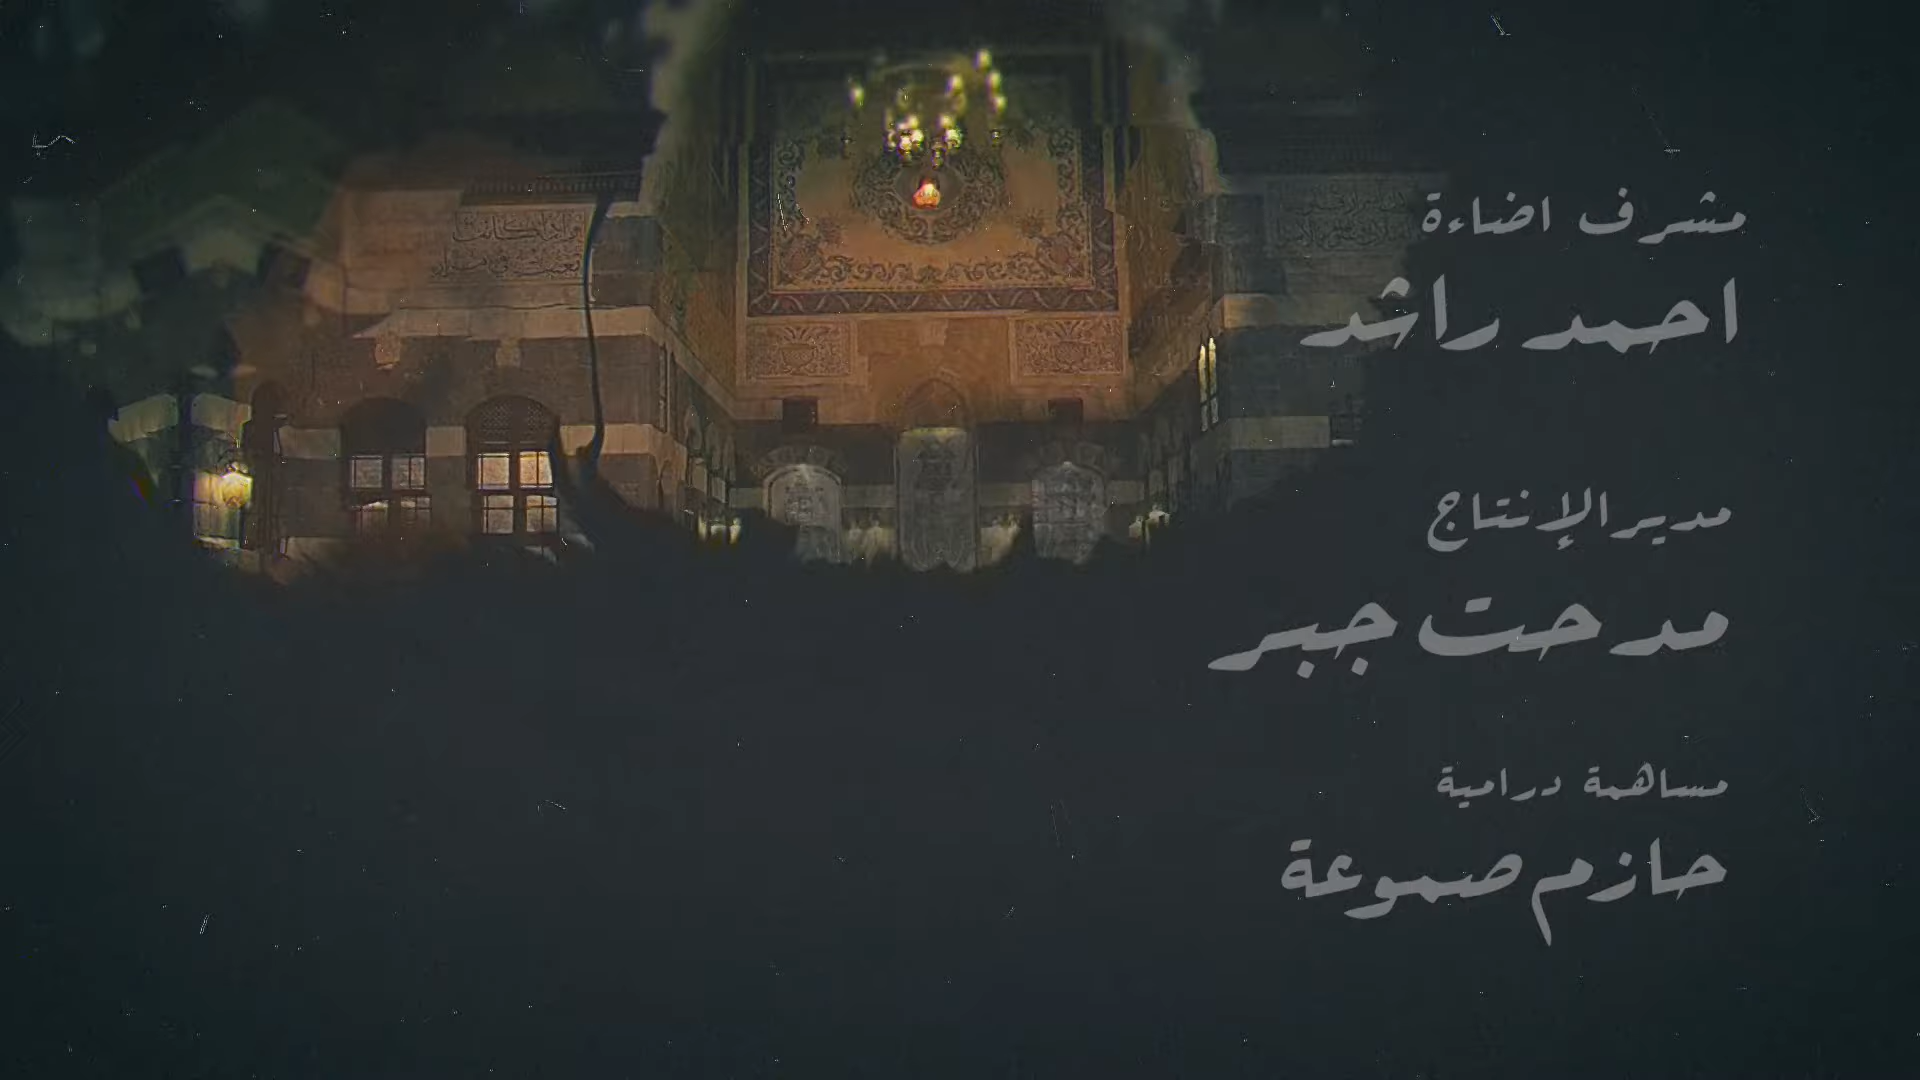 مشرف اضاءة
احمد راشد
مدير الإنتاج
مدحت جبر
مساهمة درامية
حازم صموعة